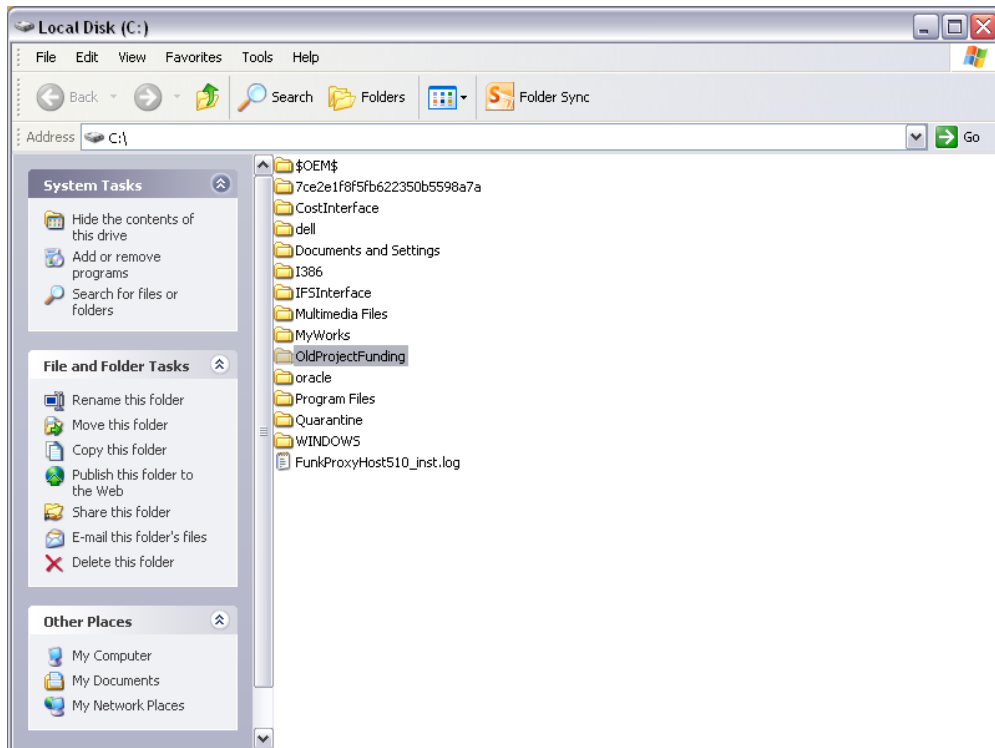 Local Disk (C:)
File Edit View Favorites Tools Help
Back Search Folders Folder Sync
Address C:\ Go
System Tasks
Hide the contents of
this drive
Add or remove
programs
Search for files or
folders
File and Folder Tasks
Rename this folder
Move this folder
Copy this folder
Publish this folder to
the Web
Share this folder
E-mail this folder's files
Delete this folder
Other Places
My Computer
My Documents
My Network Places
$OEM$
7ce2e1f8f5fb622350b5598a7a
CostInterface
dell
Documents and Settings
I386
IFSInterface
Multimedia Files
MyWorks
OldProjectFunding
oracle
Program Files
Quarantine
WINDOWS
FunkProxyHost510_inst.log